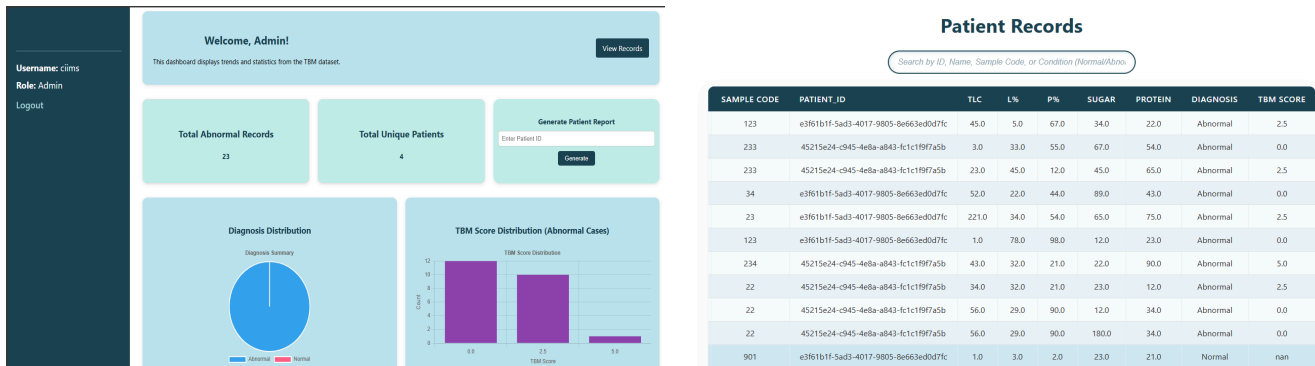 Username: ciims
Role: Admin
Logout
Welcome, Admin!
This dashboard displays trends and statistics from the TBM dataset.
View Records
Total Abnormal Records
23
Total Unique Patients
4
Generate Patient Report
Enter Patient ID
Generate
Diagnosis Distribution
Diagnosis Summary
Abnormal Normal
TBM Score Distribution (Abnormal Cases)
TBM Score Distribution
Count
12
10
8
6
4
2
0
0.0 2.5 5.0
TBM Score
Patient Records
Search by ID, Name, Sample Code, or Condition (Normal/Abno
SAMPLE CODE PATIENT_ID TLC L% P% SUGAR PROTEIN DIAGNOSIS TBM SCORE
123 e3f61b1f-5ad3-4017-9805-8e663ed0d7fc 45.0 5.0 67.0 34.0 22.0 Abnormal 2.5
233 45215e24-c945-4e8a-a843-fc1c1f9f7a5b 3.0 33.0 55.0 67.0 54.0 Abnormal 0.0
233 45215e24-c945-4e8a-a843-fc1c1f9f7a5b 23.0 45.0 12.0 45.0 65.0 Abnormal 2.5
34 e3f61b1f-5ad3-4017-9805-8e663ed0d7fc 52.0 22.0 44.0 89.0 43.0 Abnormal 0.0
23 e3f61b1f-5ad3-4017-9805-8e663ed0d7fc 221.0 34.0 54.0 65.0 75.0 Abnormal 2.5
123 e3f61b1f-5ad3-4017-9805-8e663ed0d7fc 1.0 78.0 98.0 12.0 23.0 Abnormal 0.0
234 45215e24-c945-4e8a-a843-fc1c1f9f7a5b 43.0 32.0 21.0 22.0 90.0 Abnormal 5.0
22 45215e24-c945-4e8a-a843-fc1c1f9f7a5b 34.0 32.0 21.0 23.0 12.0 Abnormal 2.5
22 45215e24-c945-4e8a-a843-fc1c1f9f7a5b 56.0 29.0 90.0 12.0 34.0 Abnormal 0.0
22 45215e24-c945-4e8a-a843-fc1c1f9f7a5b 56.0 29.0 90.0 180.0 34.0 Abnormal 0.0
901 e3f61b1f-5ad3-4017-9805-8e663ed0d7fc 1.0 3.0 2.0 23.0 21.0 Normal nan